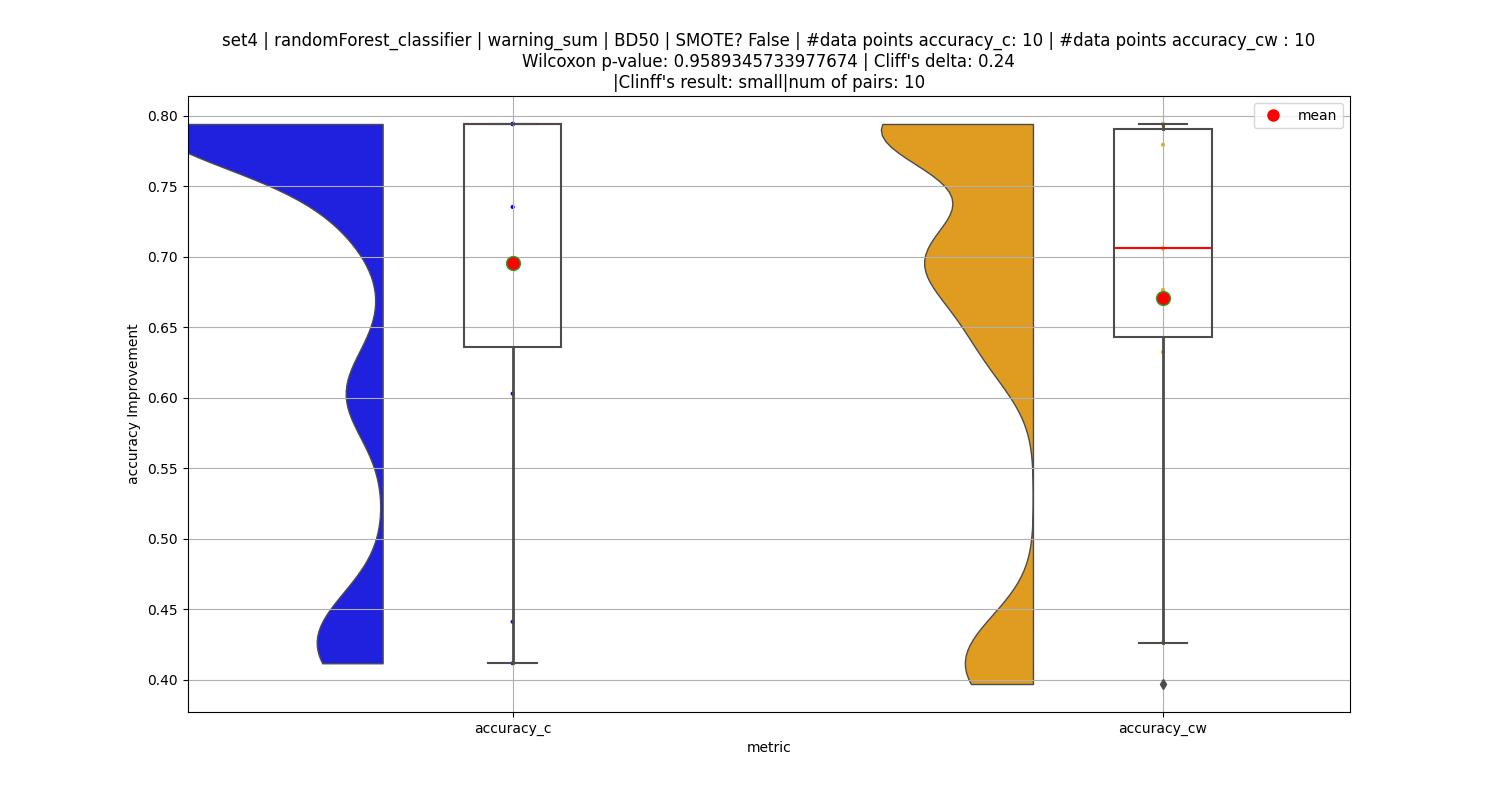 set4 | randomForest_classifier | warning_sum | BD50 | SMOTE? False | #data points accuracy_c: 10 | #data points accuracy_cw : 10
Wilcoxon p-value: 0.9589345733977674 | Cliff's delta: 0.24
|Clinff's result: small|num of pairs: 10
mean
0.80
0.75
0.70
0.65
0.60
0.55
0.50
0.45
0.40
accuracy Improvement
accuracy_c
accuracy_cw
metric